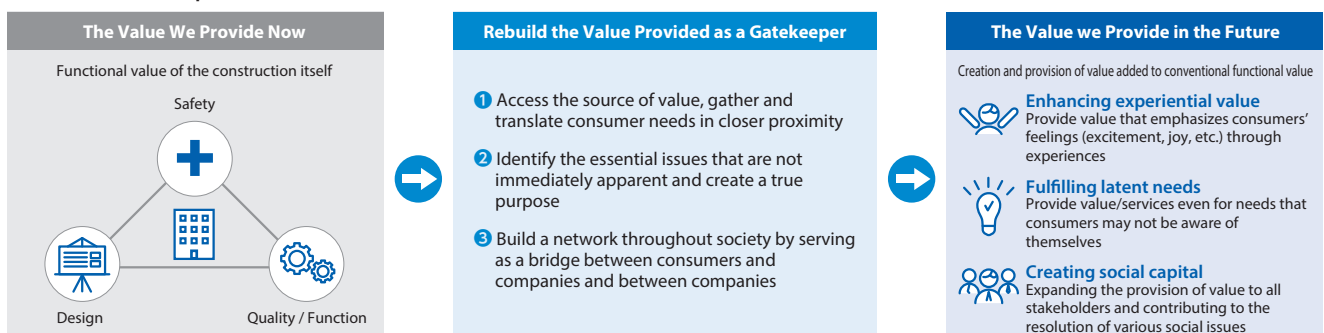 The Value We Provide Now
Functional value of the construction itself
Safety
Design
Quality / Function
Rebuild the Value Provided as a Gatekeeper
❶ Access the source of value, gather and
translate consumer needs in closer proximity
❷ Identify the essential issues that are not
immediately apparent and create a true
purpose
❸ Build a network throughout society by serving
as a bridge between consumers and
companies and between companies
The Value we Provide in the Future
Creation and provision of value added to conventional functional value
Enhancing experiential value
Provide value that emphasizes consumers'
feelings (excitement, joy, etc.) through
experiences
Fulfilling latent needs
Provide value/services even for needs that
consumers may not be aware of
themselves
Creating social capital
Expanding the provision of value to all
stakeholders and contributing to the
resolution of various social issues